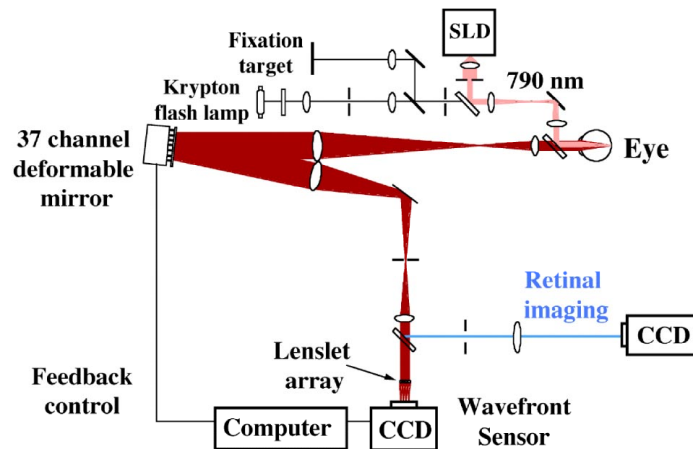 SLD
Fixation
target
790 nm
Krypton
flash lamp
37 channel
deformable
mirror
Eye
Retinal
imaging
CCD
Lenslet
array
Feedback
control
Computer
CCD
Wavefront
Sensor